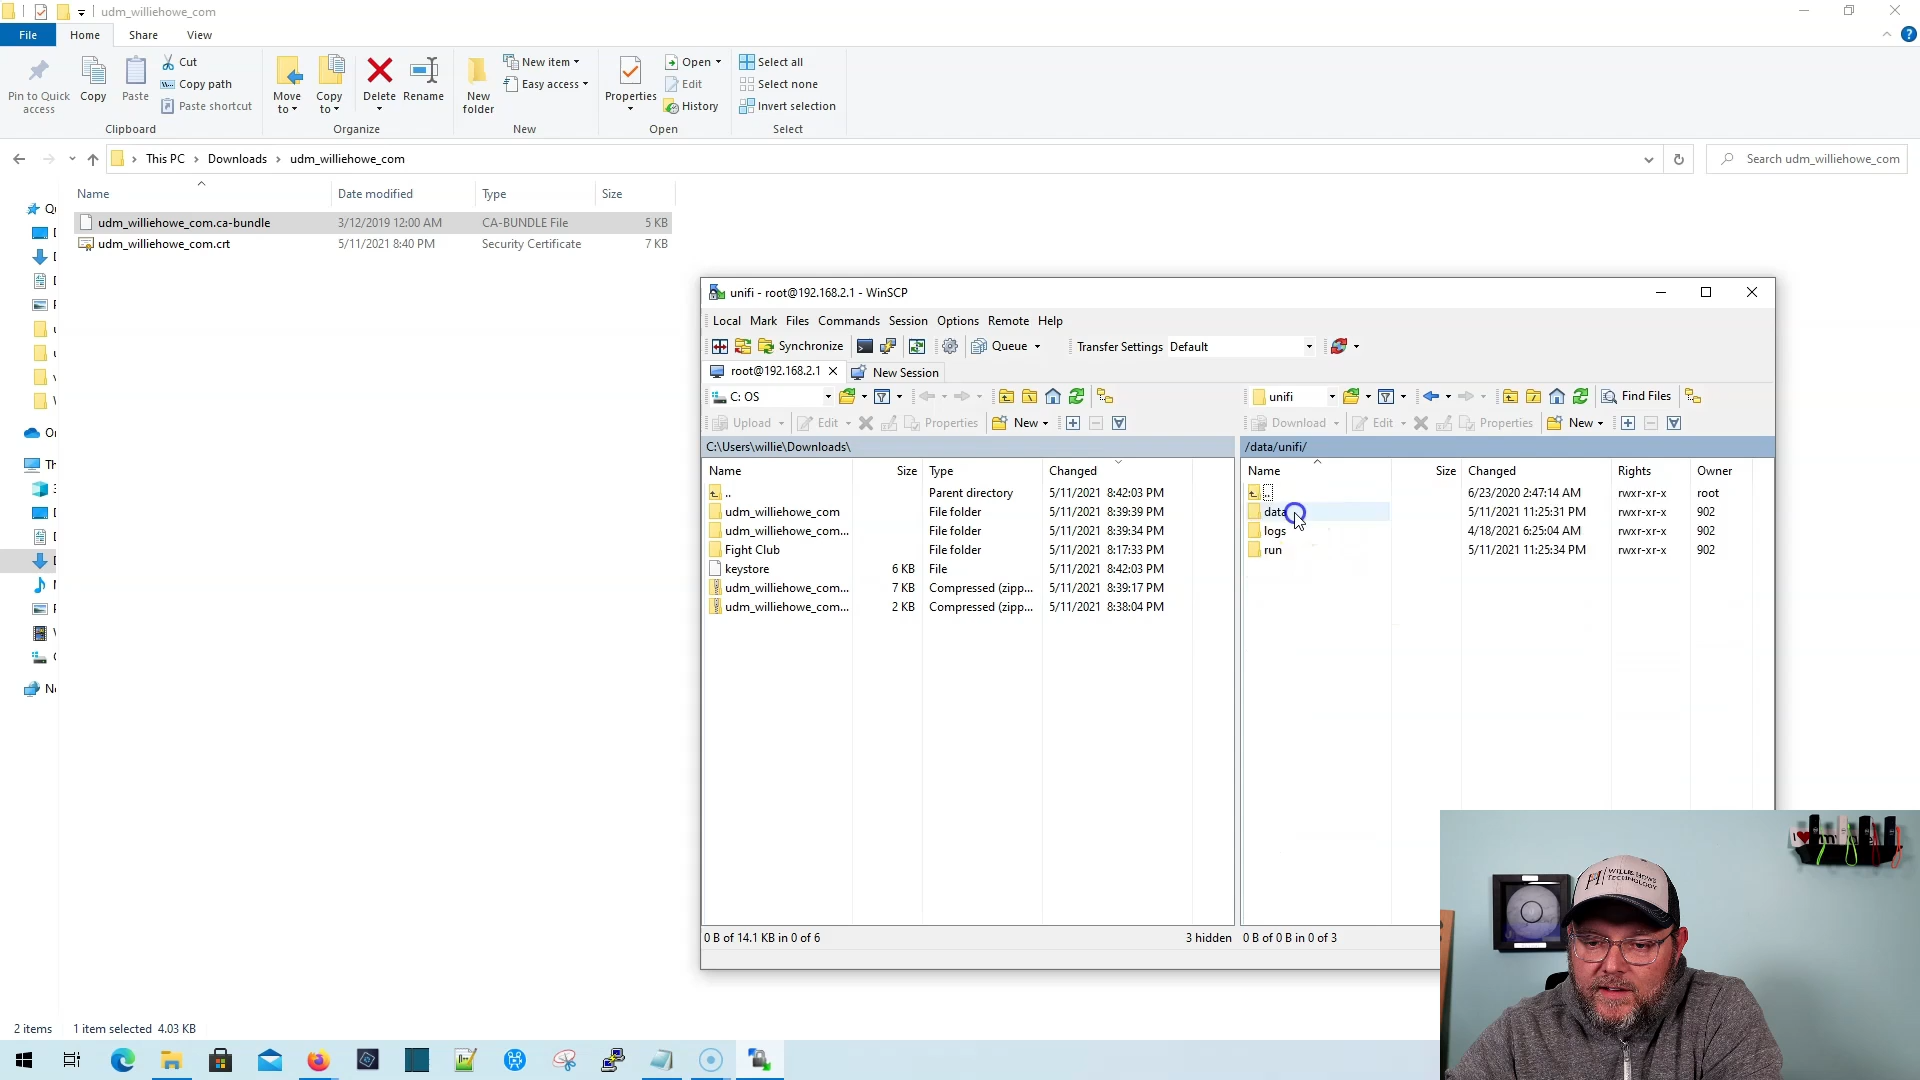 udm_williehowe_com
File
Home
Share
View
Pin to Quick access
Copy
Paste
Cut
Copy path
Paste shortcut
Move to
Copy to
Delete
Rename
New folder
New item
Easy access
Properties
Open
Edit
History
Select all
Select none
Invert selection
Clipboard
Organize
New
Open
Select
This PC
Downloads
udm_williehowe_com
Search udm_williehowe_com
Name Date modified Type Size
udm_williehowe_com.ca-bundle 3/12/2019 12:00 AM CA-BUNDLE File 5 KB
udm_williehowe_com.crt 5/11/2021 8:40 PM Security Certificate 7 KB
unifi - root@192.168.2.1 - WinSCP
Local Mark Files Commands Session Options Remote Help
Synchronize
Queue
Transfer Settings Default
root@192.168.2.1
New Session
C: OS
unifi
Find Files
Upload
Edit
Properties
New
Download
Edit
Properties
New
C:\Users\willie\Downloads\
/data/unifi/
Name Size Type Changed
.. Parent directory 5/11/2021 8:42:03 PM
udm_williehowe_com File folder 5/11/2021 8:39:39 PM
udm_williehowe_com... File folder 5/11/2021 8:39:34 PM
Fight Club File folder 5/11/2021 8:17:33 PM
keystore 6 KB File 5/11/2021 8:42:03 PM
udm_williehowe_com... 7 KB Compressed (zipp... 5/11/2021 8:39:17 PM
udm_williehowe_com... 2 KB Compressed (zipp... 5/11/2021 8:38:04 PM
Name Size Changed Rights Owner
.. 6/23/2020 2:47:14 AM rwxr-xr-x root
data 5/11/2021 11:25:31 PM rwxr-xr-x 902
logs 4/18/2021 6:25:04 AM rwxr-xr-x 902
run 5/11/2021 11:25:34 PM rwxr-xr-x 902
0 B of 14.1 KB in 0 of 6
3 hidden
0 B of 0 B in 0 of 3
2 items
1 item selected 4.03 KB
WILLIE HOWE
TECHNOLOGY